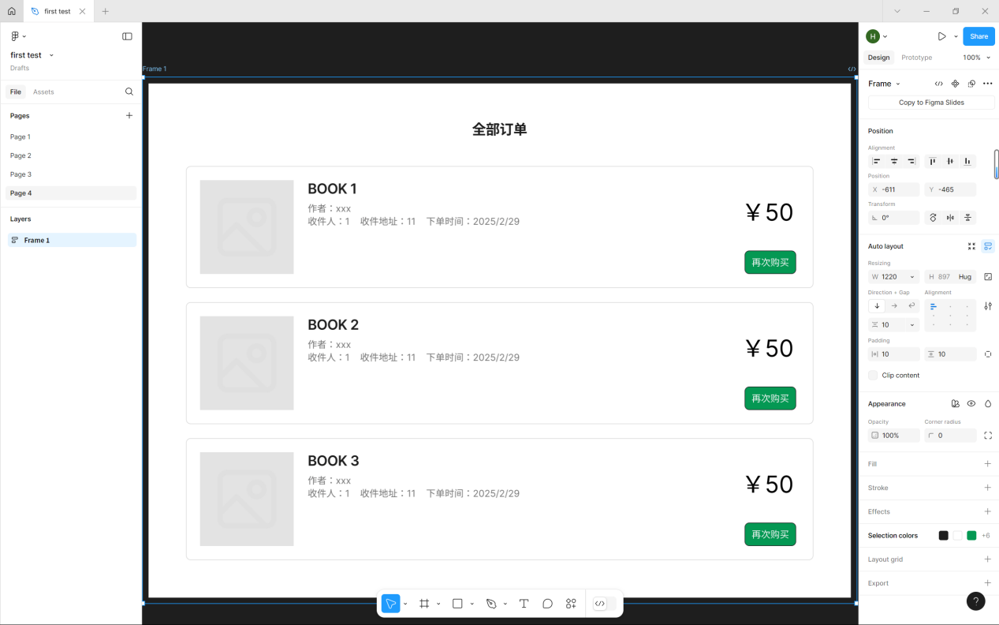 first test
first test
Drafts
File Assets
Pages
Page 1
Page 2
Page 3
Page 4
Layers
Frame 1
Frame 1
全部订单
BOOK 1
作者：xxx
收件人：1 收件地址：11 下单时间：2025/2/29
￥50
再次购买
BOOK 2
作者：xxx
收件人：1 收件地址：11 下单时间：2025/2/29
￥50
再次购买
BOOK 3
作者：xxx
收件人：1 收件地址：11 下单时间：2025/2/29
￥50
再次购买
H
Share
Design Prototype 100%
Frame
Copy to Figma Slides
Position
Alignment
Position
X -611 Y -465
Transform
0°
Auto layout
Resizing
W 1220 H 897 Hug
Direction + Gap Alignment
10
Padding
10 10
Clip content
Appearance
Opacity Corner radius
100% 0
Fill
Stroke
Effects
Selection colors +6
Layout grid
Export
?